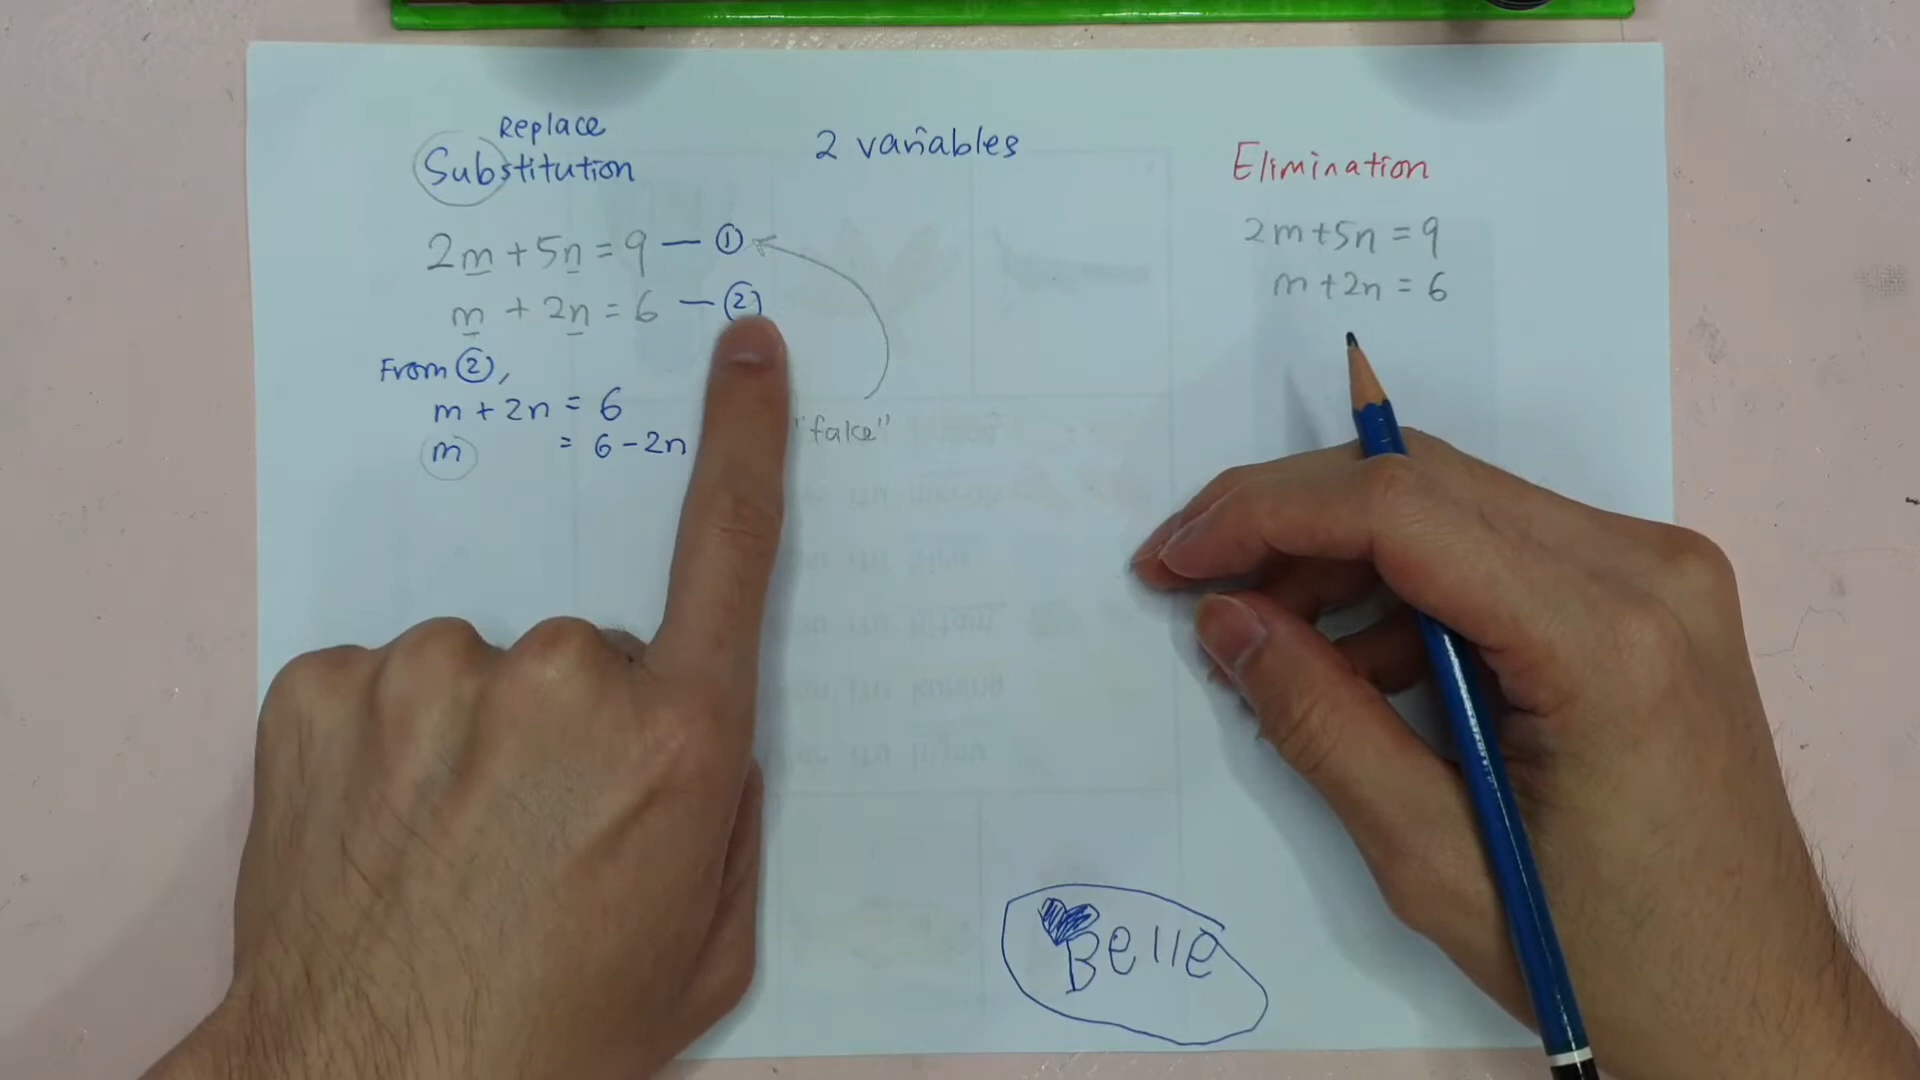 Replace
Substitution
2m + 5n = 9 — ①
m + 2n = 6 — ②
From ②,
m + 2n = 6
m = 6 - 2n
"fake"
2 variables
Elimination
2m + 5n = 9
m + 2n = 6
Belle